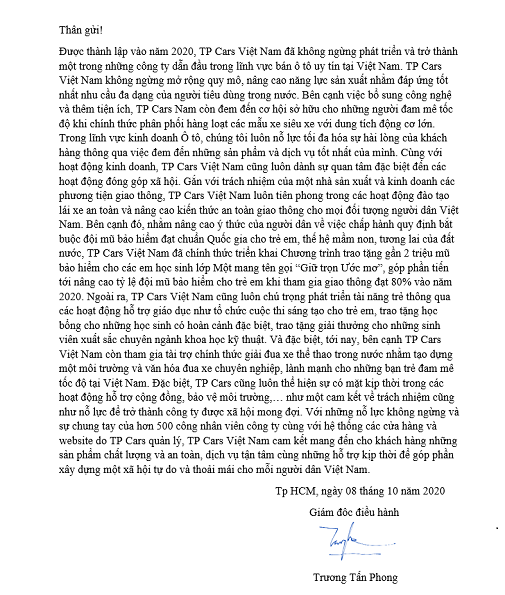 Thân gửi!
Được thành lập vào năm 2020, TP Cars Việt Nam đã không ngừng phát triển và trở thành
một trong những công ty dẫn đầu trong lĩnh vực bán ô tô uy tín tại Việt Nam. TP Cars
Việt Nam không ngừng mở rộng quy mô, nâng cao năng lực sản xuất nhằm đáp ứng tốt
nhất nhu cầu đa dạng của người tiêu dùng trong nước. Bên cạnh việc bổ sung công nghệ
và thêm tiện ích, TP Cars Nam còn đem đến cơ hội sở hữu cho những người đam mê tốc
độ khi chính thức phân phối hàng loạt các mẫu xe siêu xe với dung tích động cơ lớn.
Trong lĩnh vực kinh doanh Ô tô, chúng tôi luôn nỗ lực tối đa hóa sự hài lòng của khách
hàng thông qua việc đem đến những sản phẩm và dịch vụ tốt nhất của mình. Cùng với
hoạt động kinh doanh, TP Cars Việt Nam cũng luôn dành sự quan tâm đặc biệt đến các
hoạt động đóng góp xã hội. Gắn với trách nhiệm của một nhà sản xuất và kinh doanh các
phương tiện giao thông, TP Cars Việt Nam luôn tiên phong trong các hoạt động đào tạo
lái xe an toàn và nâng cao kiến thức an toàn giao thông cho mọi đối tượng người dân Việt
Nam. Bên cạnh đó, nhằm nâng cao ý thức của người dân về việc chấp hành quy định bắt
buộc đội mũ bảo hiểm đạt chuẩn Quốc gia cho trẻ em, thế hệ mầm non, tương lai của đất
nước, TP Cars Việt Nam đã chính thức triển khai Chương trình trao tặng gần 2 triệu mũ
bảo hiểm cho các em học sinh lớp Một mang tên gọi “Giữ trọn Ước mơ”, góp phần tiến
tới nâng cao tỷ lệ đội mũ bảo hiểm cho trẻ em khi tham gia giao thông đạt 80% vào năm
2020. Ngoài ra, TP Cars Việt Nam cũng luôn chú trọng phát triển tài năng trẻ thông qua
các hoạt động hỗ trợ giáo dục như tổ chức cuộc thi sáng tạo cho trẻ em, trao tặng học
bổng cho những học sinh có hoàn cảnh đặc biệt, trao tặng giải thưởng cho những sinh
viên xuất sắc chuyên ngành khoa học kỹ thuật. Và đặc biệt, tới nay, bên cạnh TP Cars
Việt Nam còn tham gia tài trợ chính thức giải đua xe thể thao trong nước nhằm tạo dựng
một môi trường và văn hóa đua xe chuyên nghiệp, lành mạnh cho những bạn trẻ đam mê
tốc độ tại Việt Nam. Đặc biệt, TP Cars cũng luôn thể hiện sự có mặt kịp thời trong các
hoạt động hỗ trợ cộng đồng, bảo vệ môi trường,… như một cam kết về trách nhiệm cũng
như nỗ lực để trở thành công ty được xã hội mong đợi. Với những nỗ lực không ngừng và
sự chung tay của hơn 500 công nhân viên công ty cùng với hệ thống các cửa hàng và
website do TP Cars quản lý, TP Cars Việt Nam cam kết mang đến cho khách hàng những
sản phẩm chất lượng và an toàn, dịch vụ tận tâm cùng những hỗ trợ kịp thời để góp phần
xây dựng một xã hội tự do và thoải mái cho mỗi người dân Việt Nam.
Tp HCM, ngày 08 tháng 10 năm 2020
Giám đốc điều hành
Trương Tấn Phong